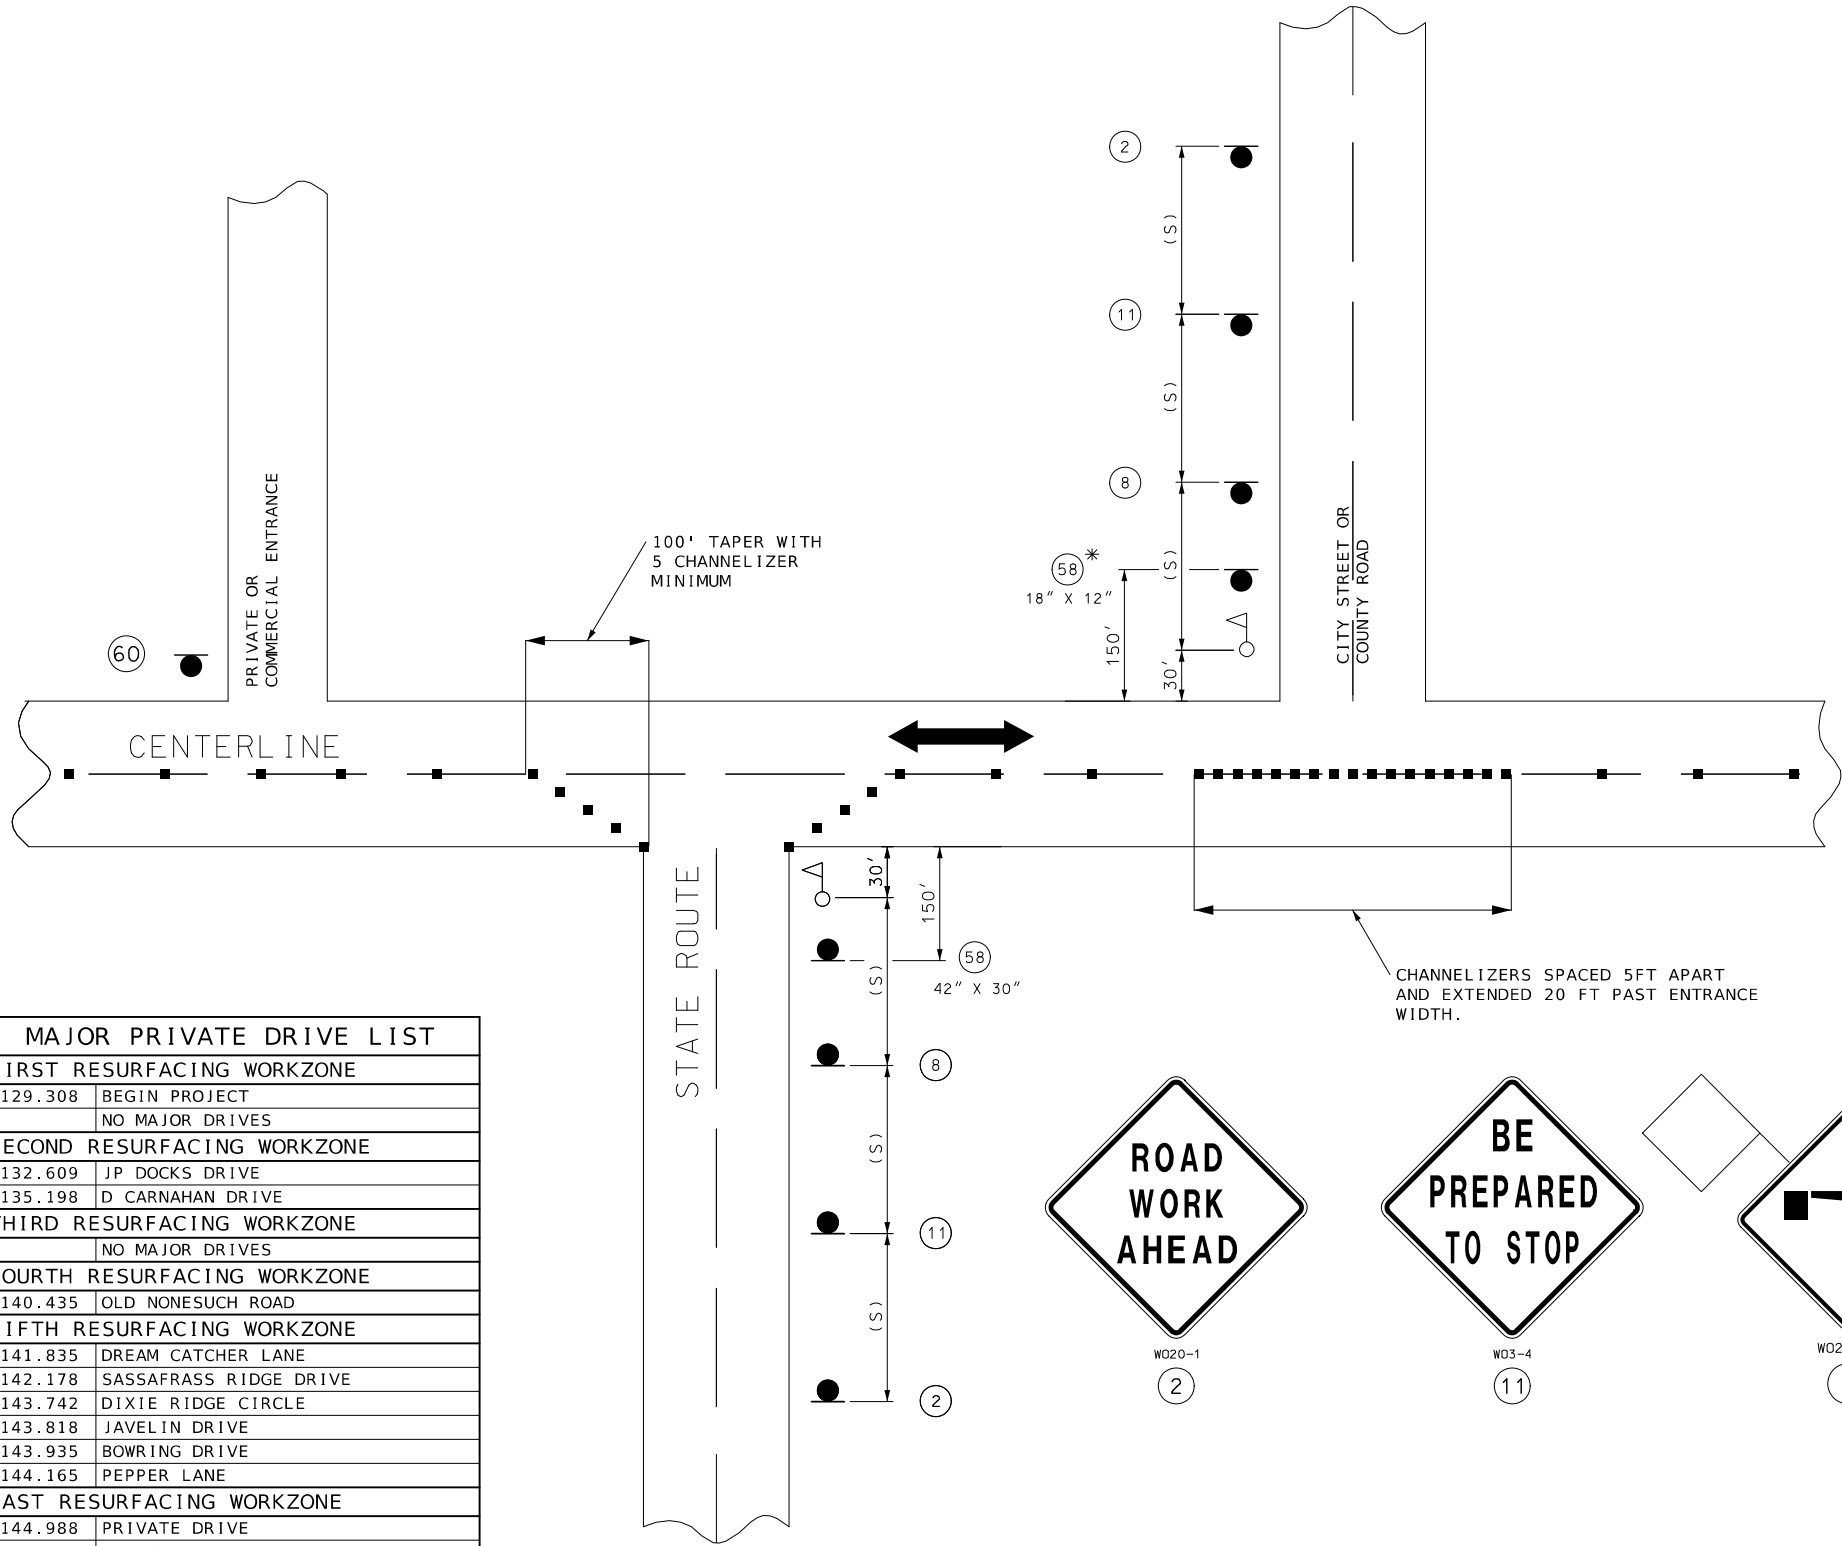 2
(S)
11
(S)
8
(S)
58 *
18" X 12"
150'
30'
CITY STREET OR
COUNTY ROAD
100' TAPER WITH
5 CHANNELIZER
MINIMUM
PRIVATE OR
COMMERCIAL ENTRANCE
60
CENTERLINE
STATE ROUTE
30'
150'
58
42" X 30"
(S)
8
(S)
11
(S)
2
CHANNELIZERS SPACED 5FT APART
AND EXTENDED 20 FT PAST ENTRANCE
WIDTH.
MAJOR PRIVATE DRIVE LIST
IRST RESURFACING WORKZONE
129.308 BEGIN PROJECT
NO MAJOR DRIVES
ECOND RESURFACING WORKZONE
132.609 JP DOCKS DRIVE
135.198 D CARNAHAN DRIVE
HIRD RESURFACING WORKZONE
NO MAJOR DRIVES
OURTH RESURFACING WORKZONE
140.435 OLD NONESUCH ROAD
IFTH RESURFACING WORKZONE
141.835 DREAM CATCHER LANE
142.178 SASSAFRASS RIDGE DRIVE
143.742 DIXIE RIDGE CIRCLE
143.818 JAVELIN DRIVE
143.935 BOWRING DRIVE
144.165 PEPPER LANE
AST RESURFACING WORKZONE
144.988 PRIVATE DRIVE
ROAD
WORK
AHEAD
WO20-1
2
BE
PREPARED
TO STOP
WO3-4
11
WO2